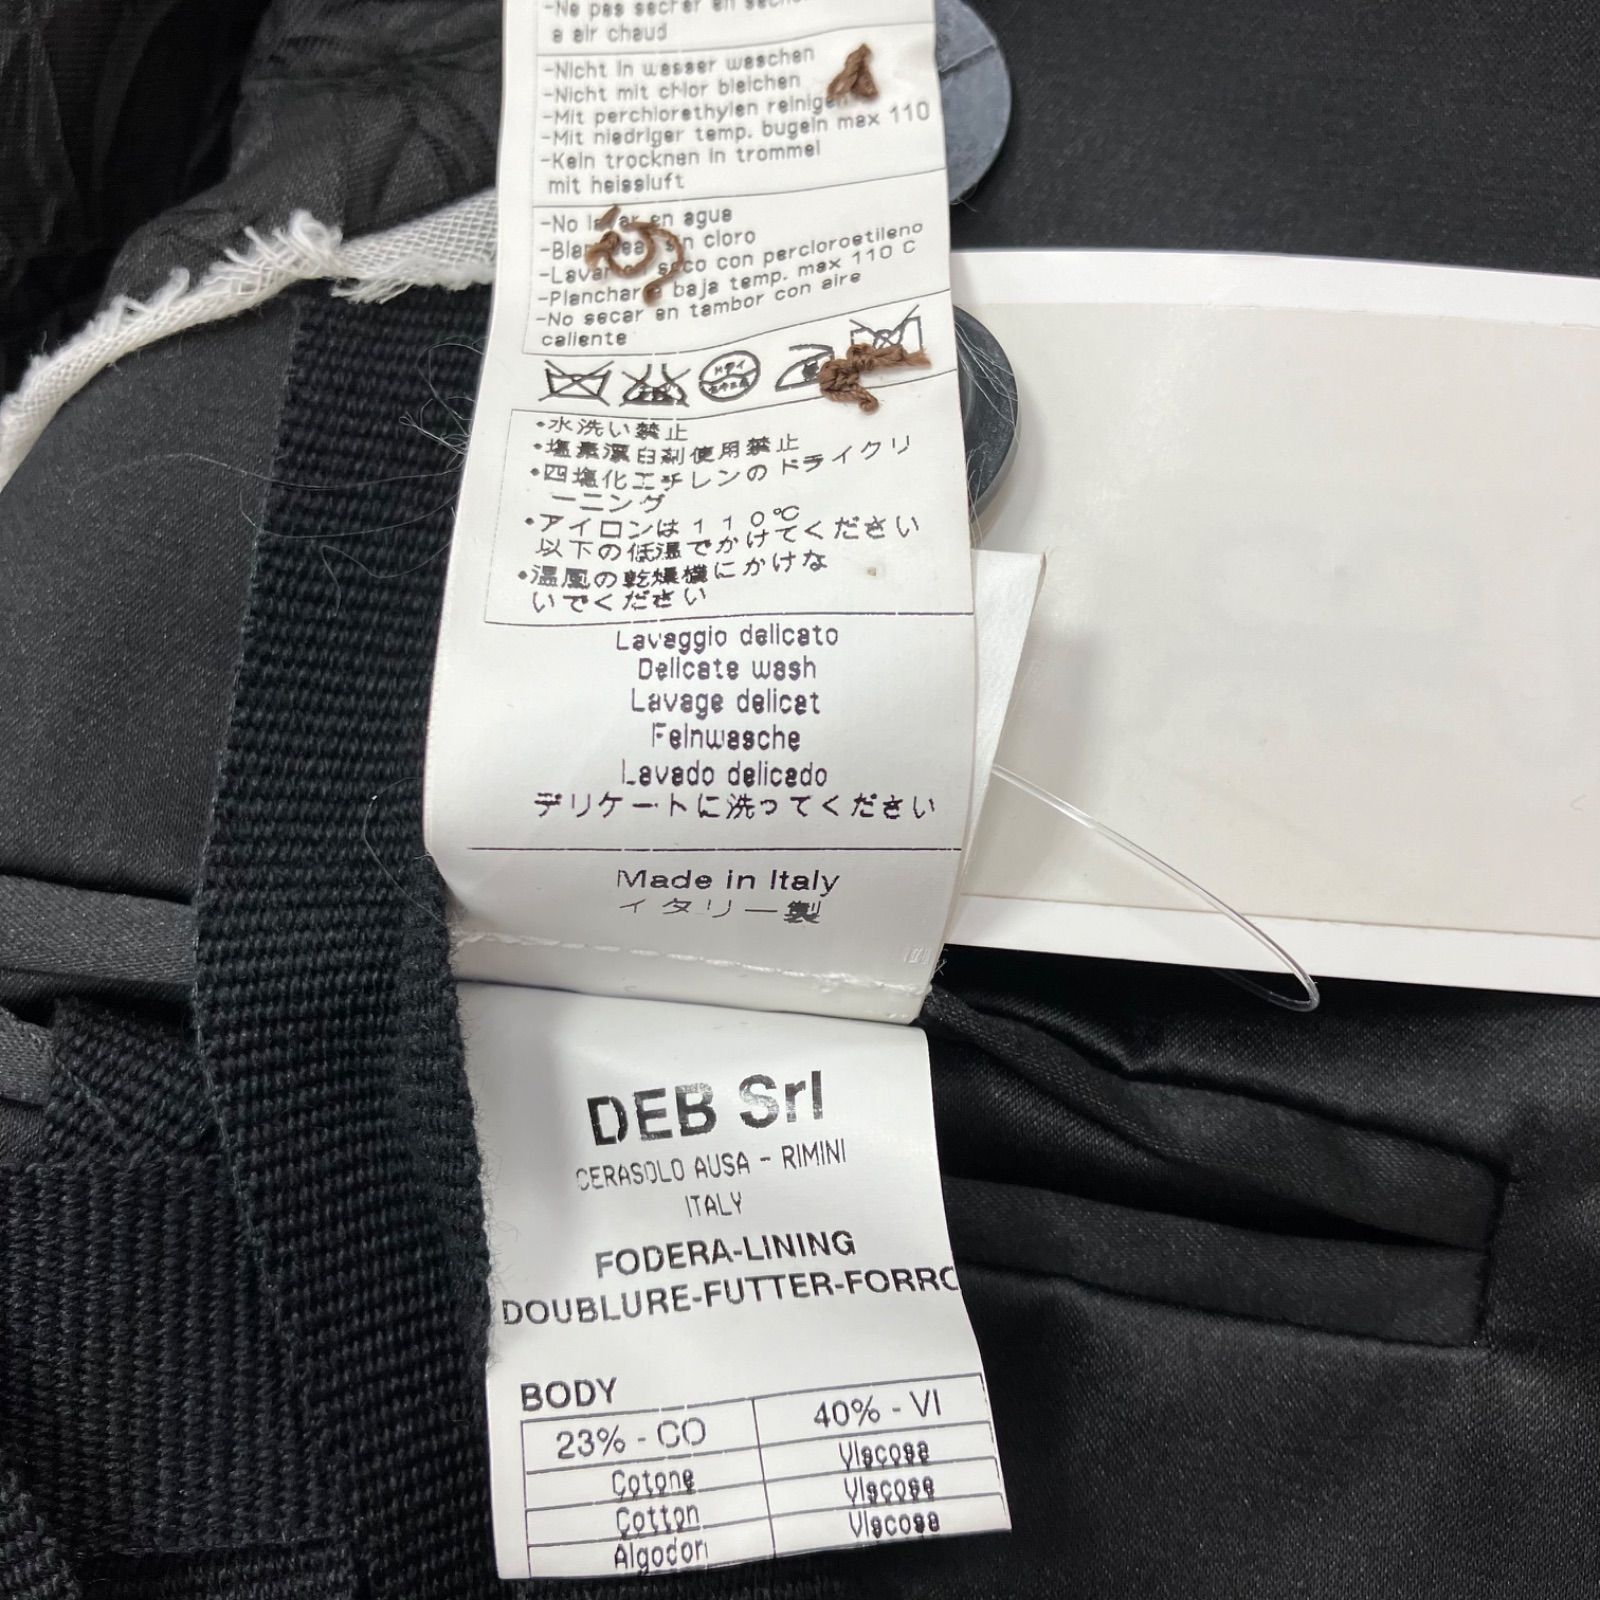 -Ne pas secher en
a air chaud
-Nicht in wasser waschen
-Nicht mit chlor bleichen
-Mit perchlorethylen reinigen
-Mit niedriger temp. bugeln max 110
-Kein trocknen in trommel
mit heissluft
-No lavar en agua
sin cloro
-Lavar en seco con percloroetileno
-Planchar a baja temp. max 110 C
-No secar en tambor con aire
caliente
•水洗い禁止
•塩素漂白剤使用禁止
•四塩化エチレンのドライクリ
ーニング
•アイロンは110℃
以下の低温でかけてください
•温風の乾燥機にかけな
いでください
Lavaggio delicato
Delicate wash
Lavage delicat
Feinwasche
Lavado delicado
デリケートに洗ってください
Made in Italy
イタリー製
DEB Srl
CERASOLO AUSA - RIMINI
ITALY
FODERA-LINING
DOUBLURE-FUTTER-FORRO
BODY
23% - CO 40% - VI
Cotone Viscosa
Cotton Viscose
Algodon Viscosa